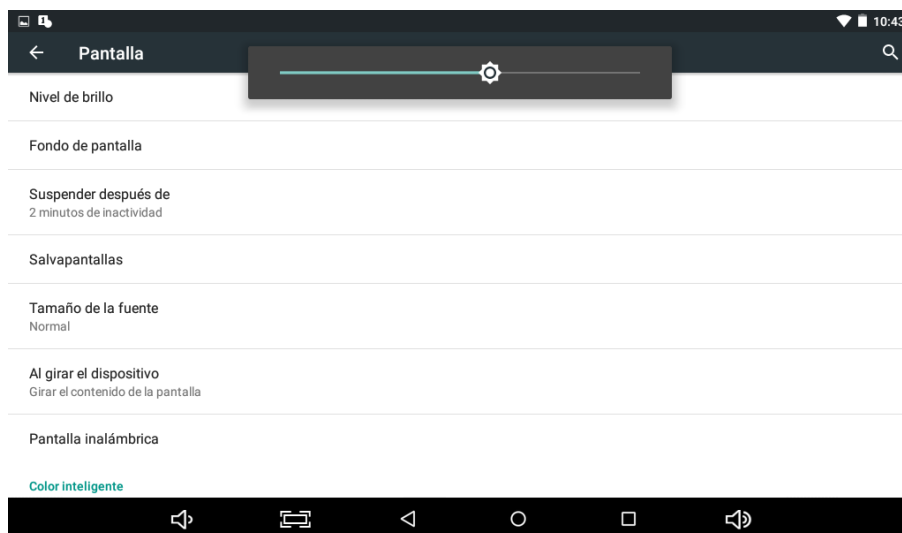 10:43
Pantalla
Nivel de brillo
Fondo de pantalla
Suspender después de
2 minutos de inactividad
Salvapantallas
Tamaño de la fuente
Normal
Al girar el dispositivo
Girar el contenido de la pantalla
Pantalla inalámbrica
Color inteligente